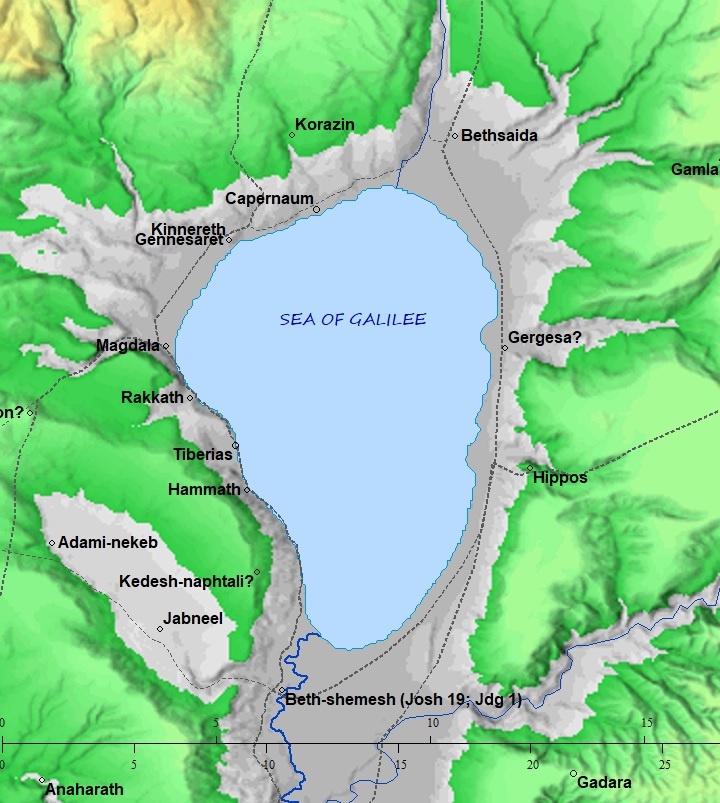 Korazin
Bethsaida
Gamla
Capernaum
Kinnereth
Gennesaret
SEA OF GALILEE
Gergesa?
Magdala
Rakkath
on?
Tiberias
Hippos
Hammath
Adami-nekeb
Kedesh-naphtali?
Jabneel
Beth-shemesh (Josh 19; Jdg 1)
0 5 10 15
0 5 10 15 20 25
Gadara
Anaharath